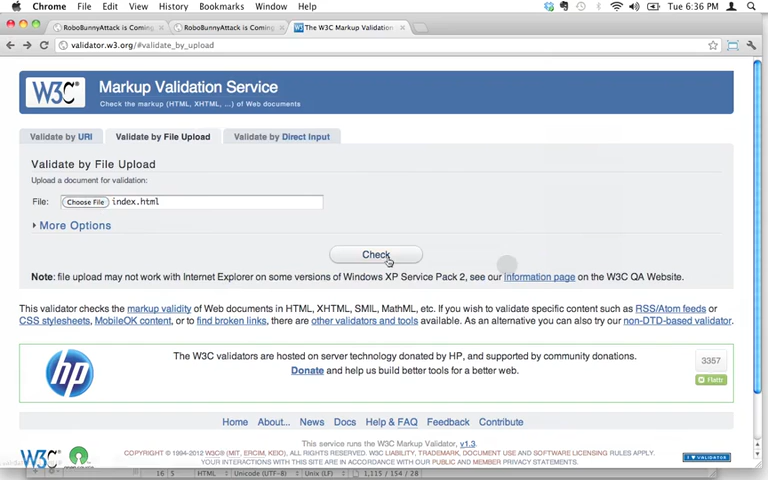 Chrome File Edit View History Bookmarks Window Help Tue 6:36 PM
RoboBunnyAttack is Coming RoboBunnyAttack is Coming The W3C Markup Validation
validator.w3.org/#validate_by_upload
W3C Markup Validation Service
Check the markup (HTML, XHTML, ...) of Web documents
Validate by URI Validate by File Upload Validate by Direct Input
Validate by File Upload
Upload a document for validation:
File: Choose File index.html
More Options
Check
Note: file upload may not work with Internet Explorer on some versions of Windows XP Service Pack 2, see our information page on the W3C QA Website.
This validator checks the markup validity of Web documents in HTML, XHTML, SMIL, MathML, etc. If you wish to validate specific content such as RSS/Atom feeds or
CSS stylesheets, MobileOK content, or to find broken links, there are other validators and tools available. As an alternative you can also try our non-DTD-based validator.
hp
The W3C validators are hosted on server technology donated by HP, and supported by community donations.
Donate and help us build better tools for a better web.
3357
Flattr
Home About... News Docs Help & FAQ Feedback Contribute
This service runs the W3C Markup Validator, v1.3.
W3C COPYRIGHT © 1994-2012 W3C® (MIT, ERCIM, KEIO), ALL RIGHTS RESERVED. W3C LIABILITY, TRADEMARK, DOCUMENT USE AND SOFTWARE LICENSING RULES APPLY.
YOUR INTERACTIONS WITH THIS SITE ARE IN ACCORDANCE WITH OUR PUBLIC AND MEMBER PRIVACY STATEMENTS.
I ♥ VALIDATOR
16 5 HTML Unicode (UTF-8) Unix (LF) 1,115 / 154 / 28